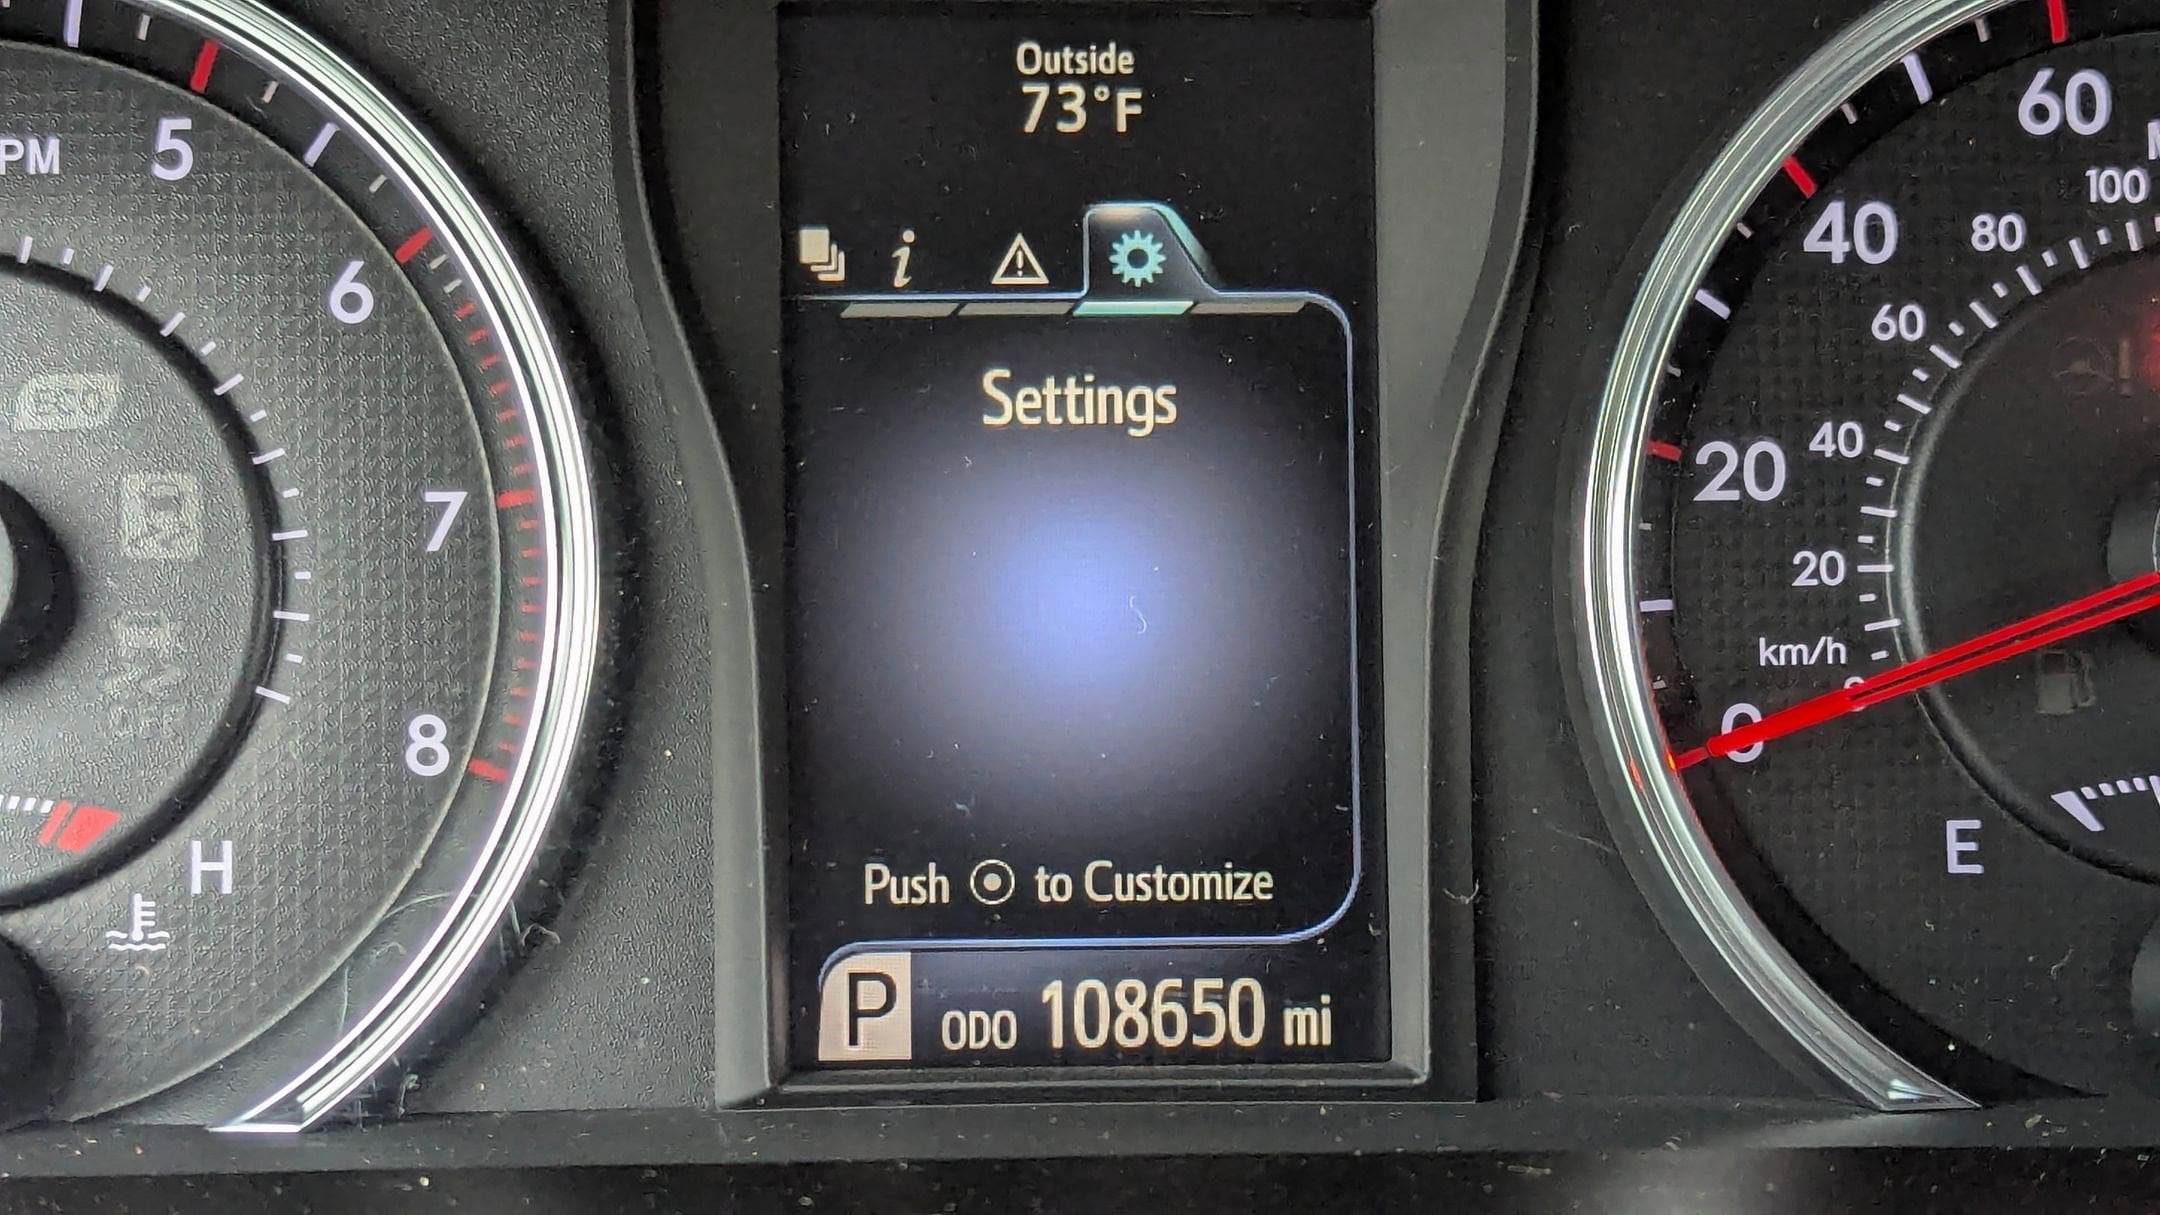 Outside
73°F
i
Settings
Push to Customize
P ODO 108650 mi
PM
5
6
7
8
H
60
40
20
0
100
80
60
40
20
km/h
E